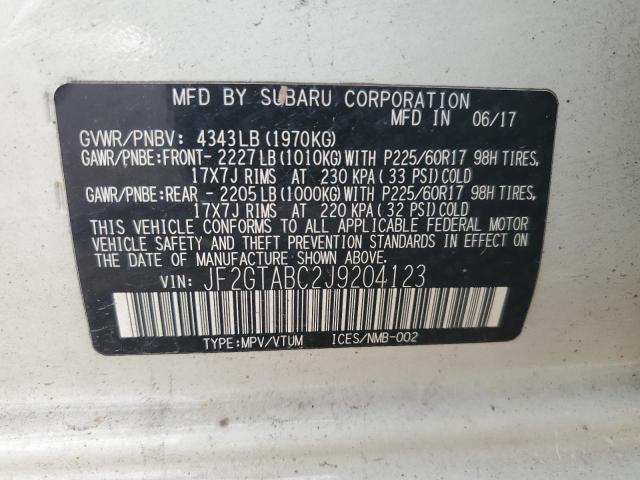 MFD BY SUBARU CORPORATION
MFD IN 06/17
GVWR/PNBV: 4343LB(1970KG)
GAWR/PNBE:FRONT- 2227LB(1010KG)WITH P225/60R17 98H TIRES,
17X7J RIMS AT 230 KPA( 33 PSI)COLD
GAWR/PNBE:REAR - 2205LB(1000KG)WITH P225/60R17 98H TIRES,
17X7J RIMS AT 220 KPA( 32 PSI)COLD
THIS VEHICLE CONFORMS TO ALL APPLICABLE FEDERAL MOTOR
VEHICLE SAFETY AND THEFT PREVENTION STANDARDS IN EFFECT ON
THE DATE OF MANUFACTURE SHOWN ABOVE.
VIN: JF2GTABC2J9204123
TYPE:MPV/VTUM ICES/NMB-002